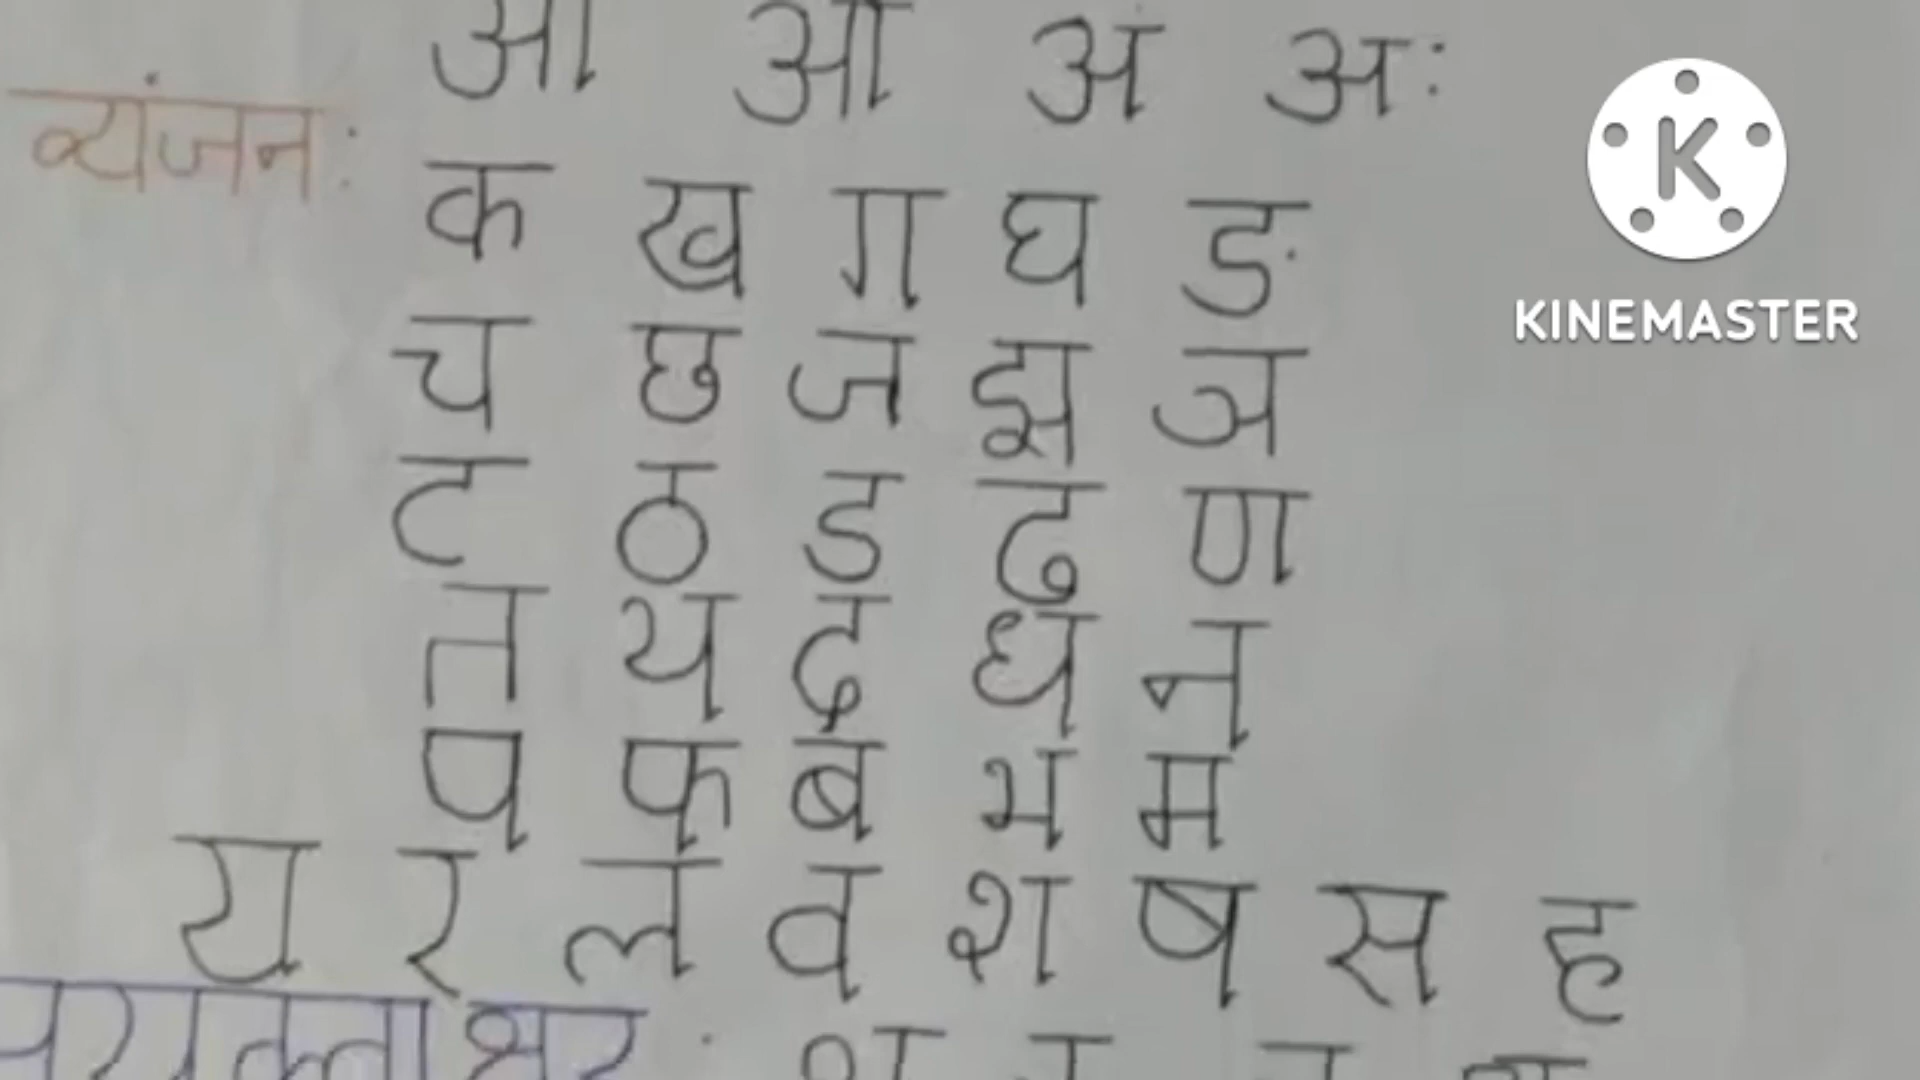 अः
व्यंजन:
क ख ग घ ङ
च छ ज झ ञ
ट ठ ड ढ ण
त थ द ध न
प फ ब भ म
य र ल व श ष स ह
KINEMASTER